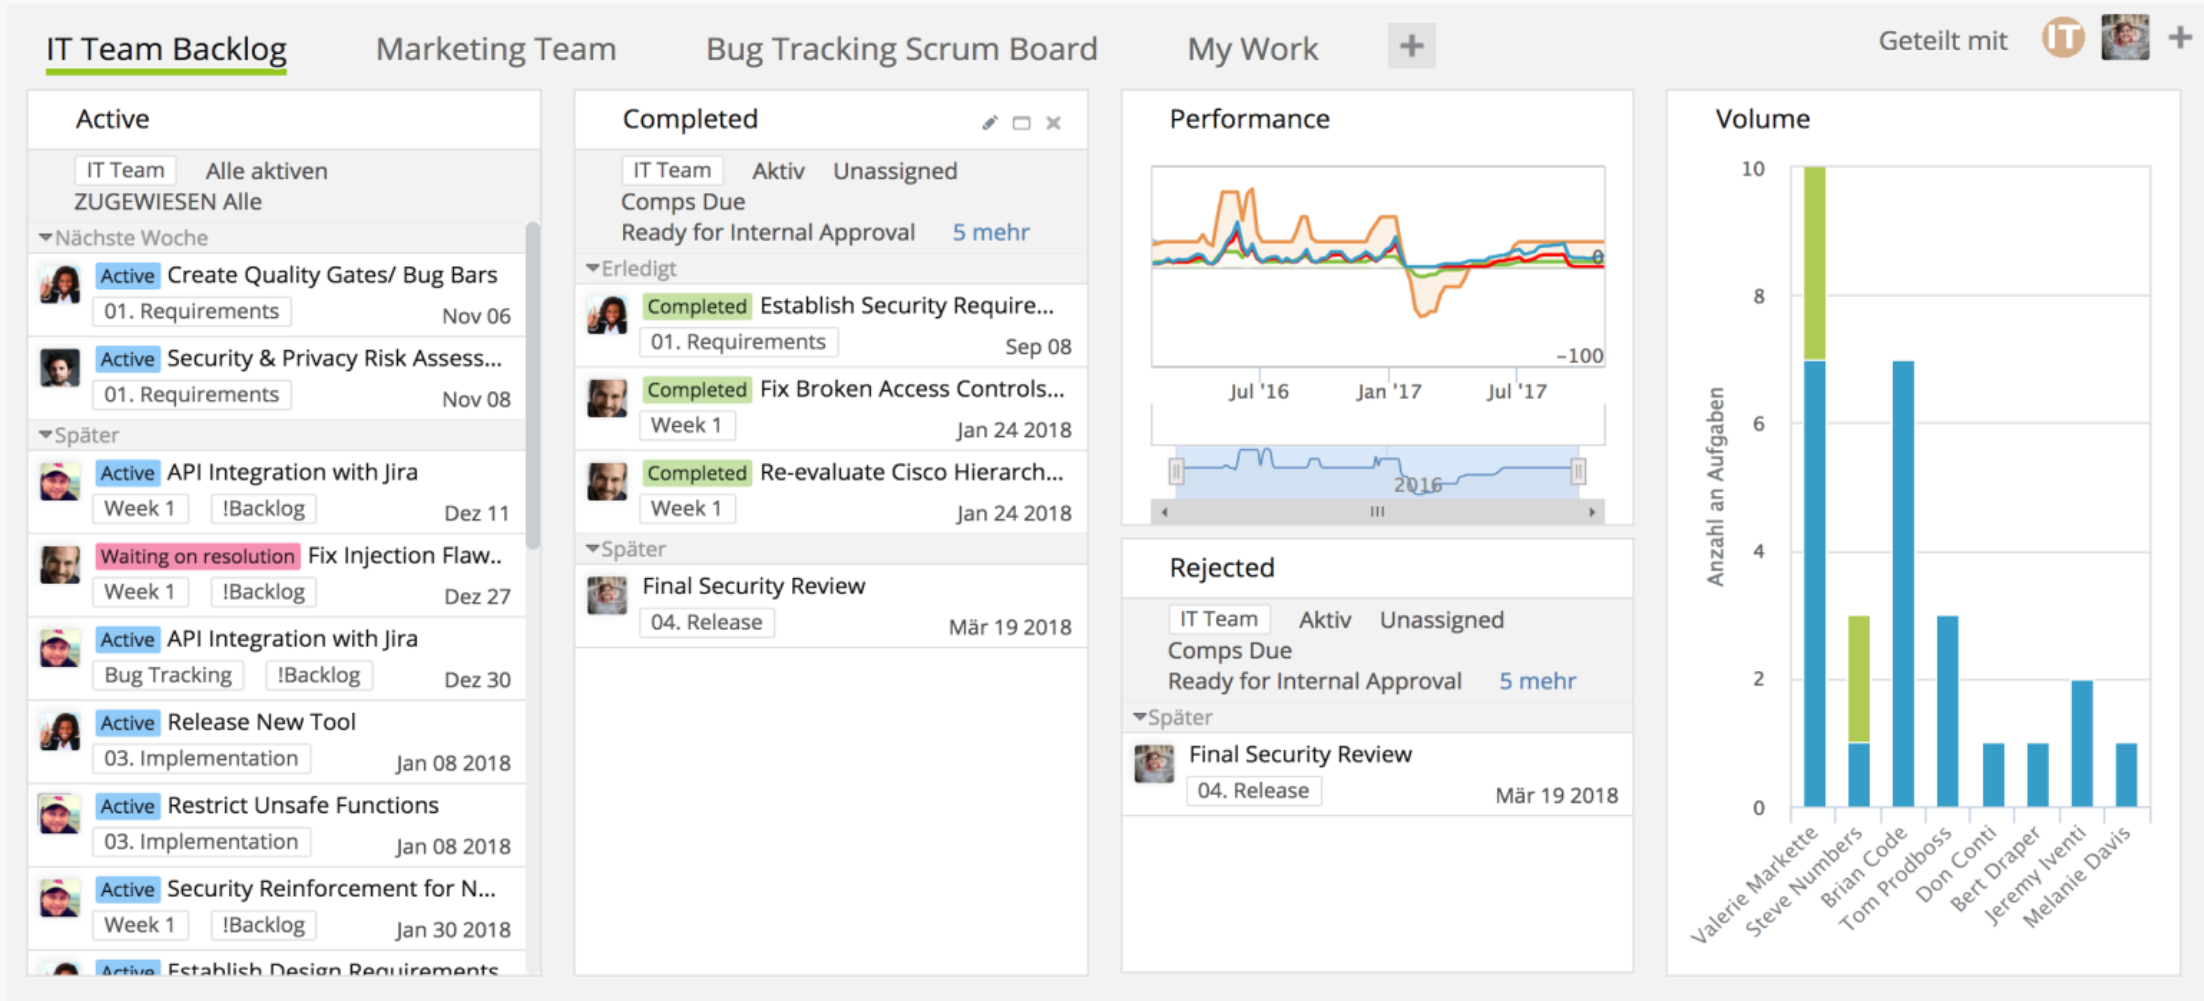 IT Team Backlog
Marketing Team
Bug Tracking Scrum Board
My Work
+
Geteilt mit
IT
+
Active
IT Team Alle aktiven
ZUGEWIESEN Alle
Nächste Woche
Active Create Quality Gates/ Bug Bars
01. Requirements
Nov 06
Active Security & Privacy Risk Assess...
01. Requirements
Nov 08
Später
Active API Integration with Jira
Week 1 !Backlog
Dez 11
Waiting on resolution Fix Injection Flaw..
Week 1 !Backlog
Dez 27
Active API Integration with Jira
Bug Tracking !Backlog
Dez 30
Active Release New Tool
03. Implementation
Jan 08 2018
Active Restrict Unsafe Functions
03. Implementation
Jan 08 2018
Active Security Reinforcement for N...
Week 1 !Backlog
Jan 30 2018
Active Establish Design Requirements
Completed
IT Team Aktiv Unassigned
Comps Due
Ready for Internal Approval 5 mehr
Erledigt
Completed Establish Security Require...
01. Requirements
Sep 08
Completed Fix Broken Access Controls...
Week 1
Jan 24 2018
Completed Re-evaluate Cisco Hierarch...
Week 1
Jan 24 2018
Später
Final Security Review
04. Release
Mär 19 2018
Performance
0
-100
Jul '16
Jan '17
Jul '17
2016
Rejected
IT Team Aktiv Unassigned
Comps Due
Ready for Internal Approval 5 mehr
Später
Final Security Review
04. Release
Mär 19 2018
Volume
10
8
6
4
2
0
Anzahl an Aufgaben
Valerie Markette
Steve Numbers
Brian Code
Tom Prodboss
Don Conti
Bert Draper
Jeremy Iventi
Melanie Davis